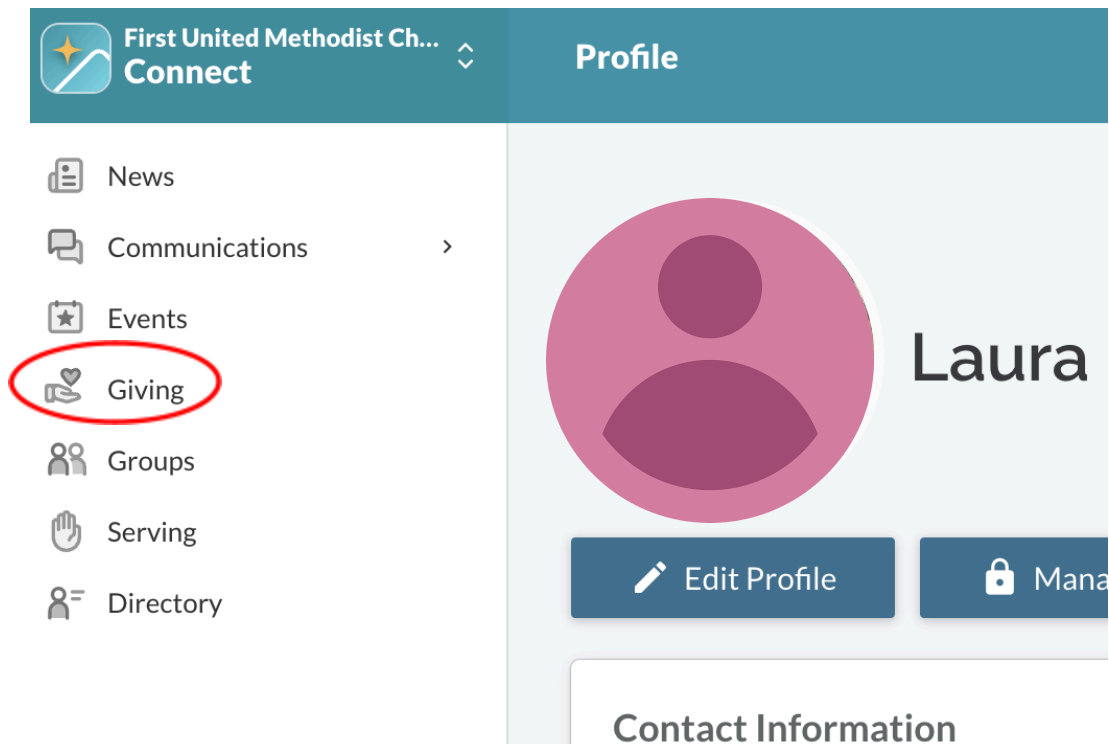 First United Methodist Ch...
Connect
Profile
News
Communications
Events
Giving
Groups
Serving
Directory
Laura
Edit Profile
Mana
Contact Information